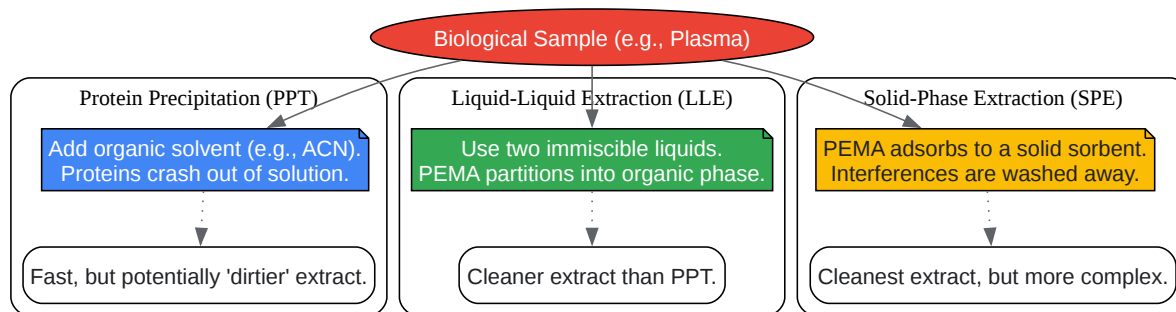 Biological Sample (e.g., Plasma)
Protein Precipitation (PPT)
Add organic solvent (e.g., ACN).
Proteins crash out of solution.
Fast, but potentially 'dirtier' extract.
Liquid-Liquid Extraction (LLE)
Use two immiscible liquids.
PEMA partitions into organic phase.
Cleaner extract than PPT.
Solid-Phase Extraction (SPE)
PEMA adsorbs to a solid sorbent.
Interferences are washed away.
Cleanest extract, but more complex.